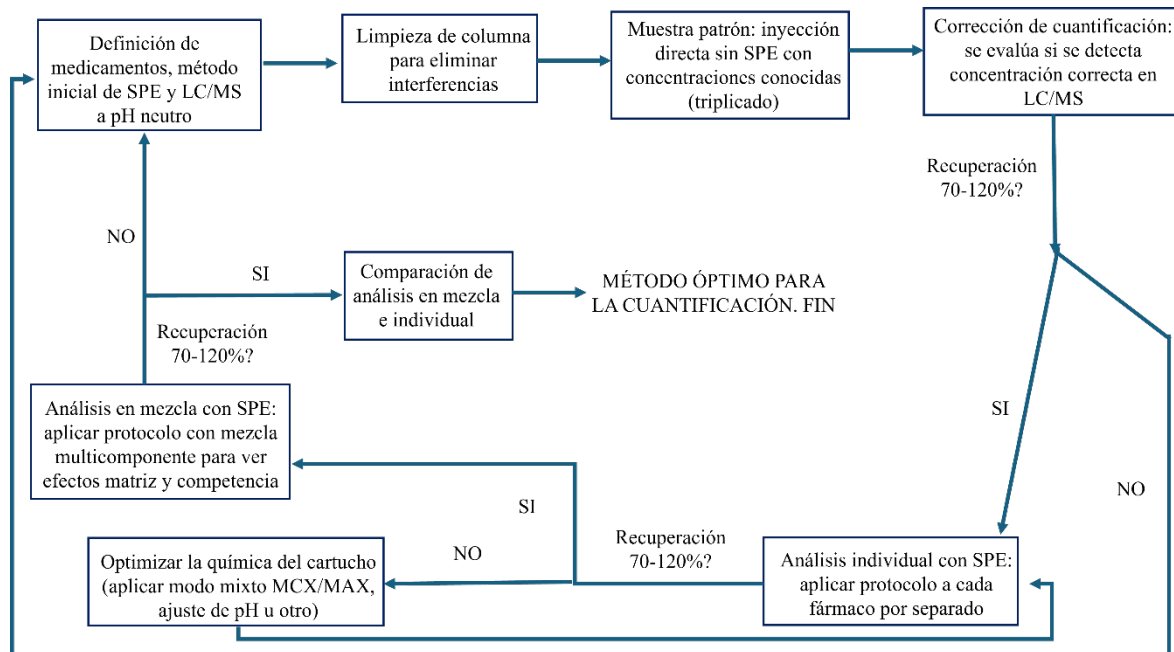 Definición de
medicamentos, método
inicial de SPE y LC/MS
a pH neutro
Limpieza de columna
para eliminar
interferencias
Muestra patrón: inyección
directa sin SPE con
concentraciones conocidas
(triplicado)
Corrección de cuantificación:
se evalúa si se detecta
concentración correcta en
LC/MS
Recuperación
70-120%?
NO
SI
Comparación de
análisis en mezcla
e individual
MÉTODO ÓPTIMO PARA
LA CUANTIFICACIÓN. FIN
Recuperación
70-120%?
Análisis en mezcla con SPE:
aplicar protocolo con mezcla
multicomponente para ver
efectos matriz y competencia
SI
NO
SI
Recuperación
70-120%?
NO
Optimizar la química del cartucho
(aplicar modo mixto MCX/MAX,
ajuste de pH u otro)
Análisis individual con SPE:
aplicar protocolo a cada
fármaco por separado